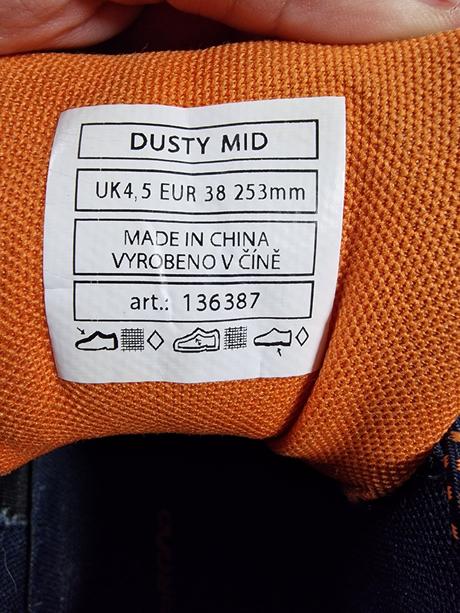 DUSTY MID
UK4,5 EUR 38 253mm
MADE IN CHINA
VYROBENO V ČÍNĚ
art.: 136387